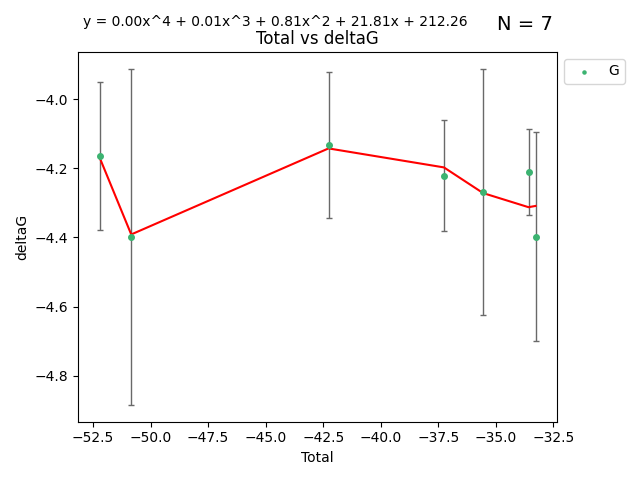 y = 0.00x^4 + 0.01x^3 + 0.81x^2 + 21.81x + 212.26
N = 7
Total vs deltaG
G
−4.0
−4.2
−4.4
−4.6
−4.8
deltaG
−52.5 −50.0 −47.5 −45.0 −42.5 −40.0 −37.5 −35.0 −32.5
Total